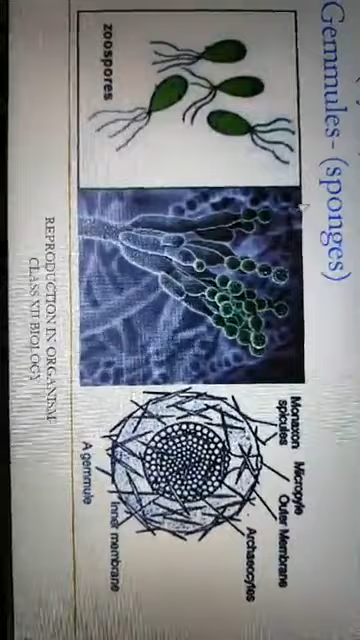 Gemmules- (sponges)
zoospores
Monaxon
spicules
Micropyle
Outer Membrane
Archaeocytes
Inner membrane
A gemmule
REPRODUCTION IN ORGANISM
CLASS XII BIOLOGY